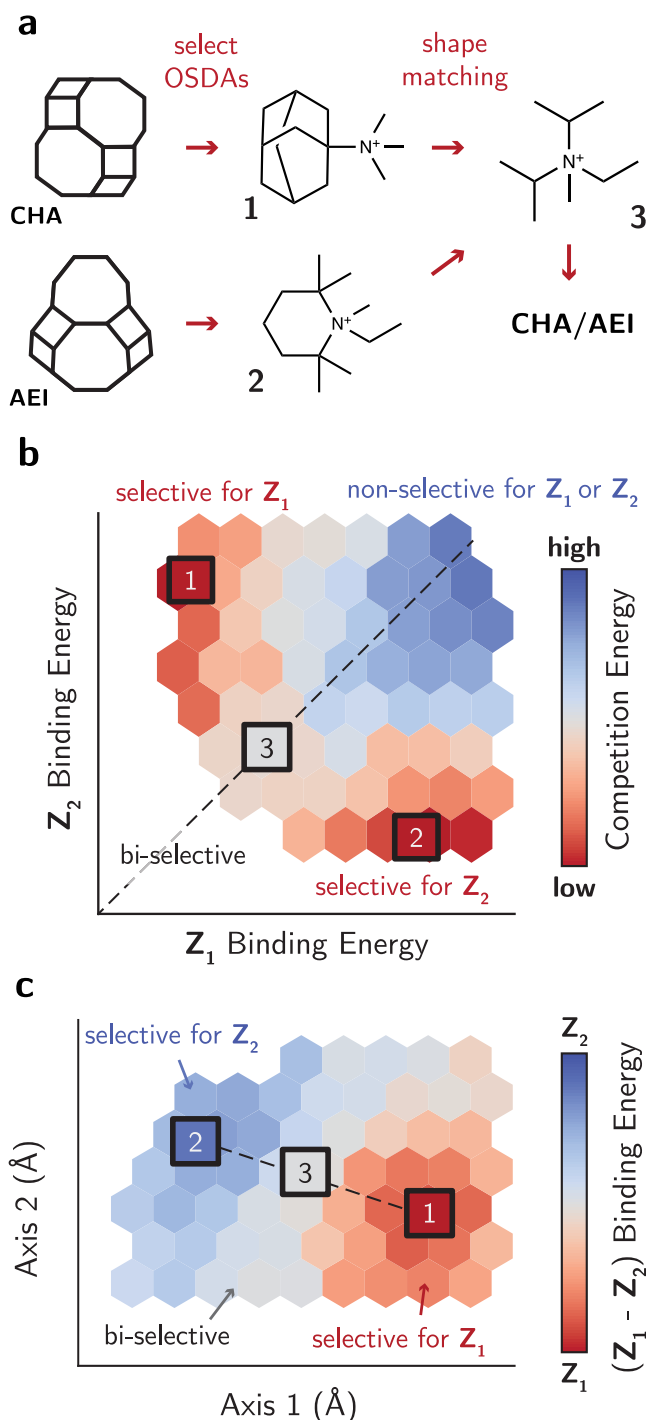 a
select
OSDAs
shape
matching
N⁺
N⁺
CHA
1
3
N⁺
CHA/AEI
AEI
2
b
selective for Z₁
non-selective for Z₁ or Z₂
high
1
Z₂ Binding Energy
Competition Energy
3
2
bi-selective
selective for Z₂
low
Z₁ Binding Energy
c
selective for Z₂
Z₂
2
3
1
Axis 2 (Å)
(Z₁ - Z₂) Binding Energy
bi-selective
selective for Z₁
Z₁
Axis 1 (Å)